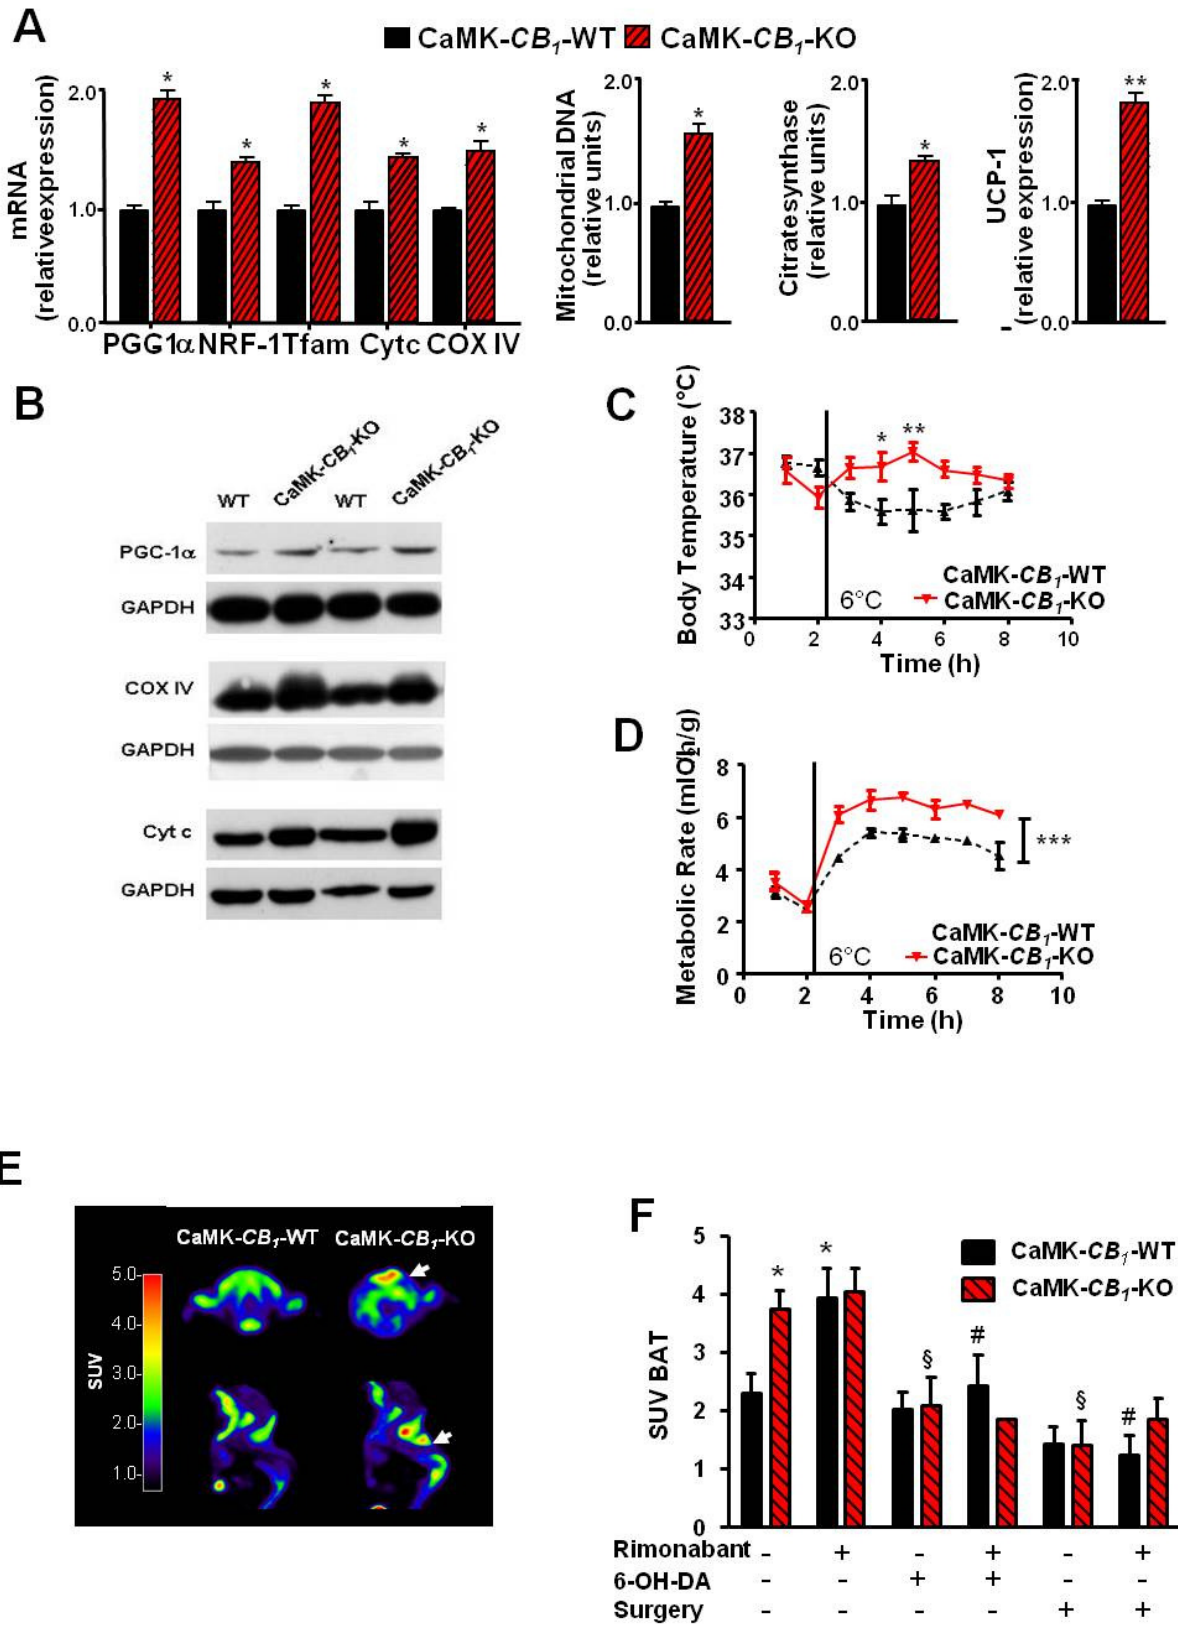 A
CaMK-CB1-WT CaMK-CB1-KO
mRNA
(relativeexpression)
2.0
1.0
0.0
* * * * *
PGG1α NRF-1 Tfam Cytc COX IV
Mitochondrial DNA
(relative units)
2.0
1.0
0.0
*
Citratesynthase
(relative units)
2.0
1.0
0.0
*
UCP-1
(relative expression)
2.0
1.0
0.0
**
B
WT CaMK-CB1-KO WT CaMK-CB1-KO
PGC-1α
GAPDH
COX IV
GAPDH
Cyt c
GAPDH
C
Body Temperature (°C)
38
37
36
35
34
33
* **
6°C
CaMK-CB1-WT
CaMK-CB1-KO
0 2 4 6 8 10
Time (h)
D
Metabolic Rate (mlO2h/g)
8
6
4
2
0
***
6°C
CaMK-CB1-WT
CaMK-CB1-KO
0 2 4 6 8 10
Time (h)
E
CaMK-CB1-WT CaMK-CB1-KO
SUV
5.0-
4.0-
3.0-
2.0-
1.0-
F
SUV BAT
5
4
3
2
1
0
CaMK-CB1-WT
CaMK-CB1-KO
* * § # § #
Rimonabant - + - + - +
6-OH-DA - - + + - -
Surgery - - - - + +